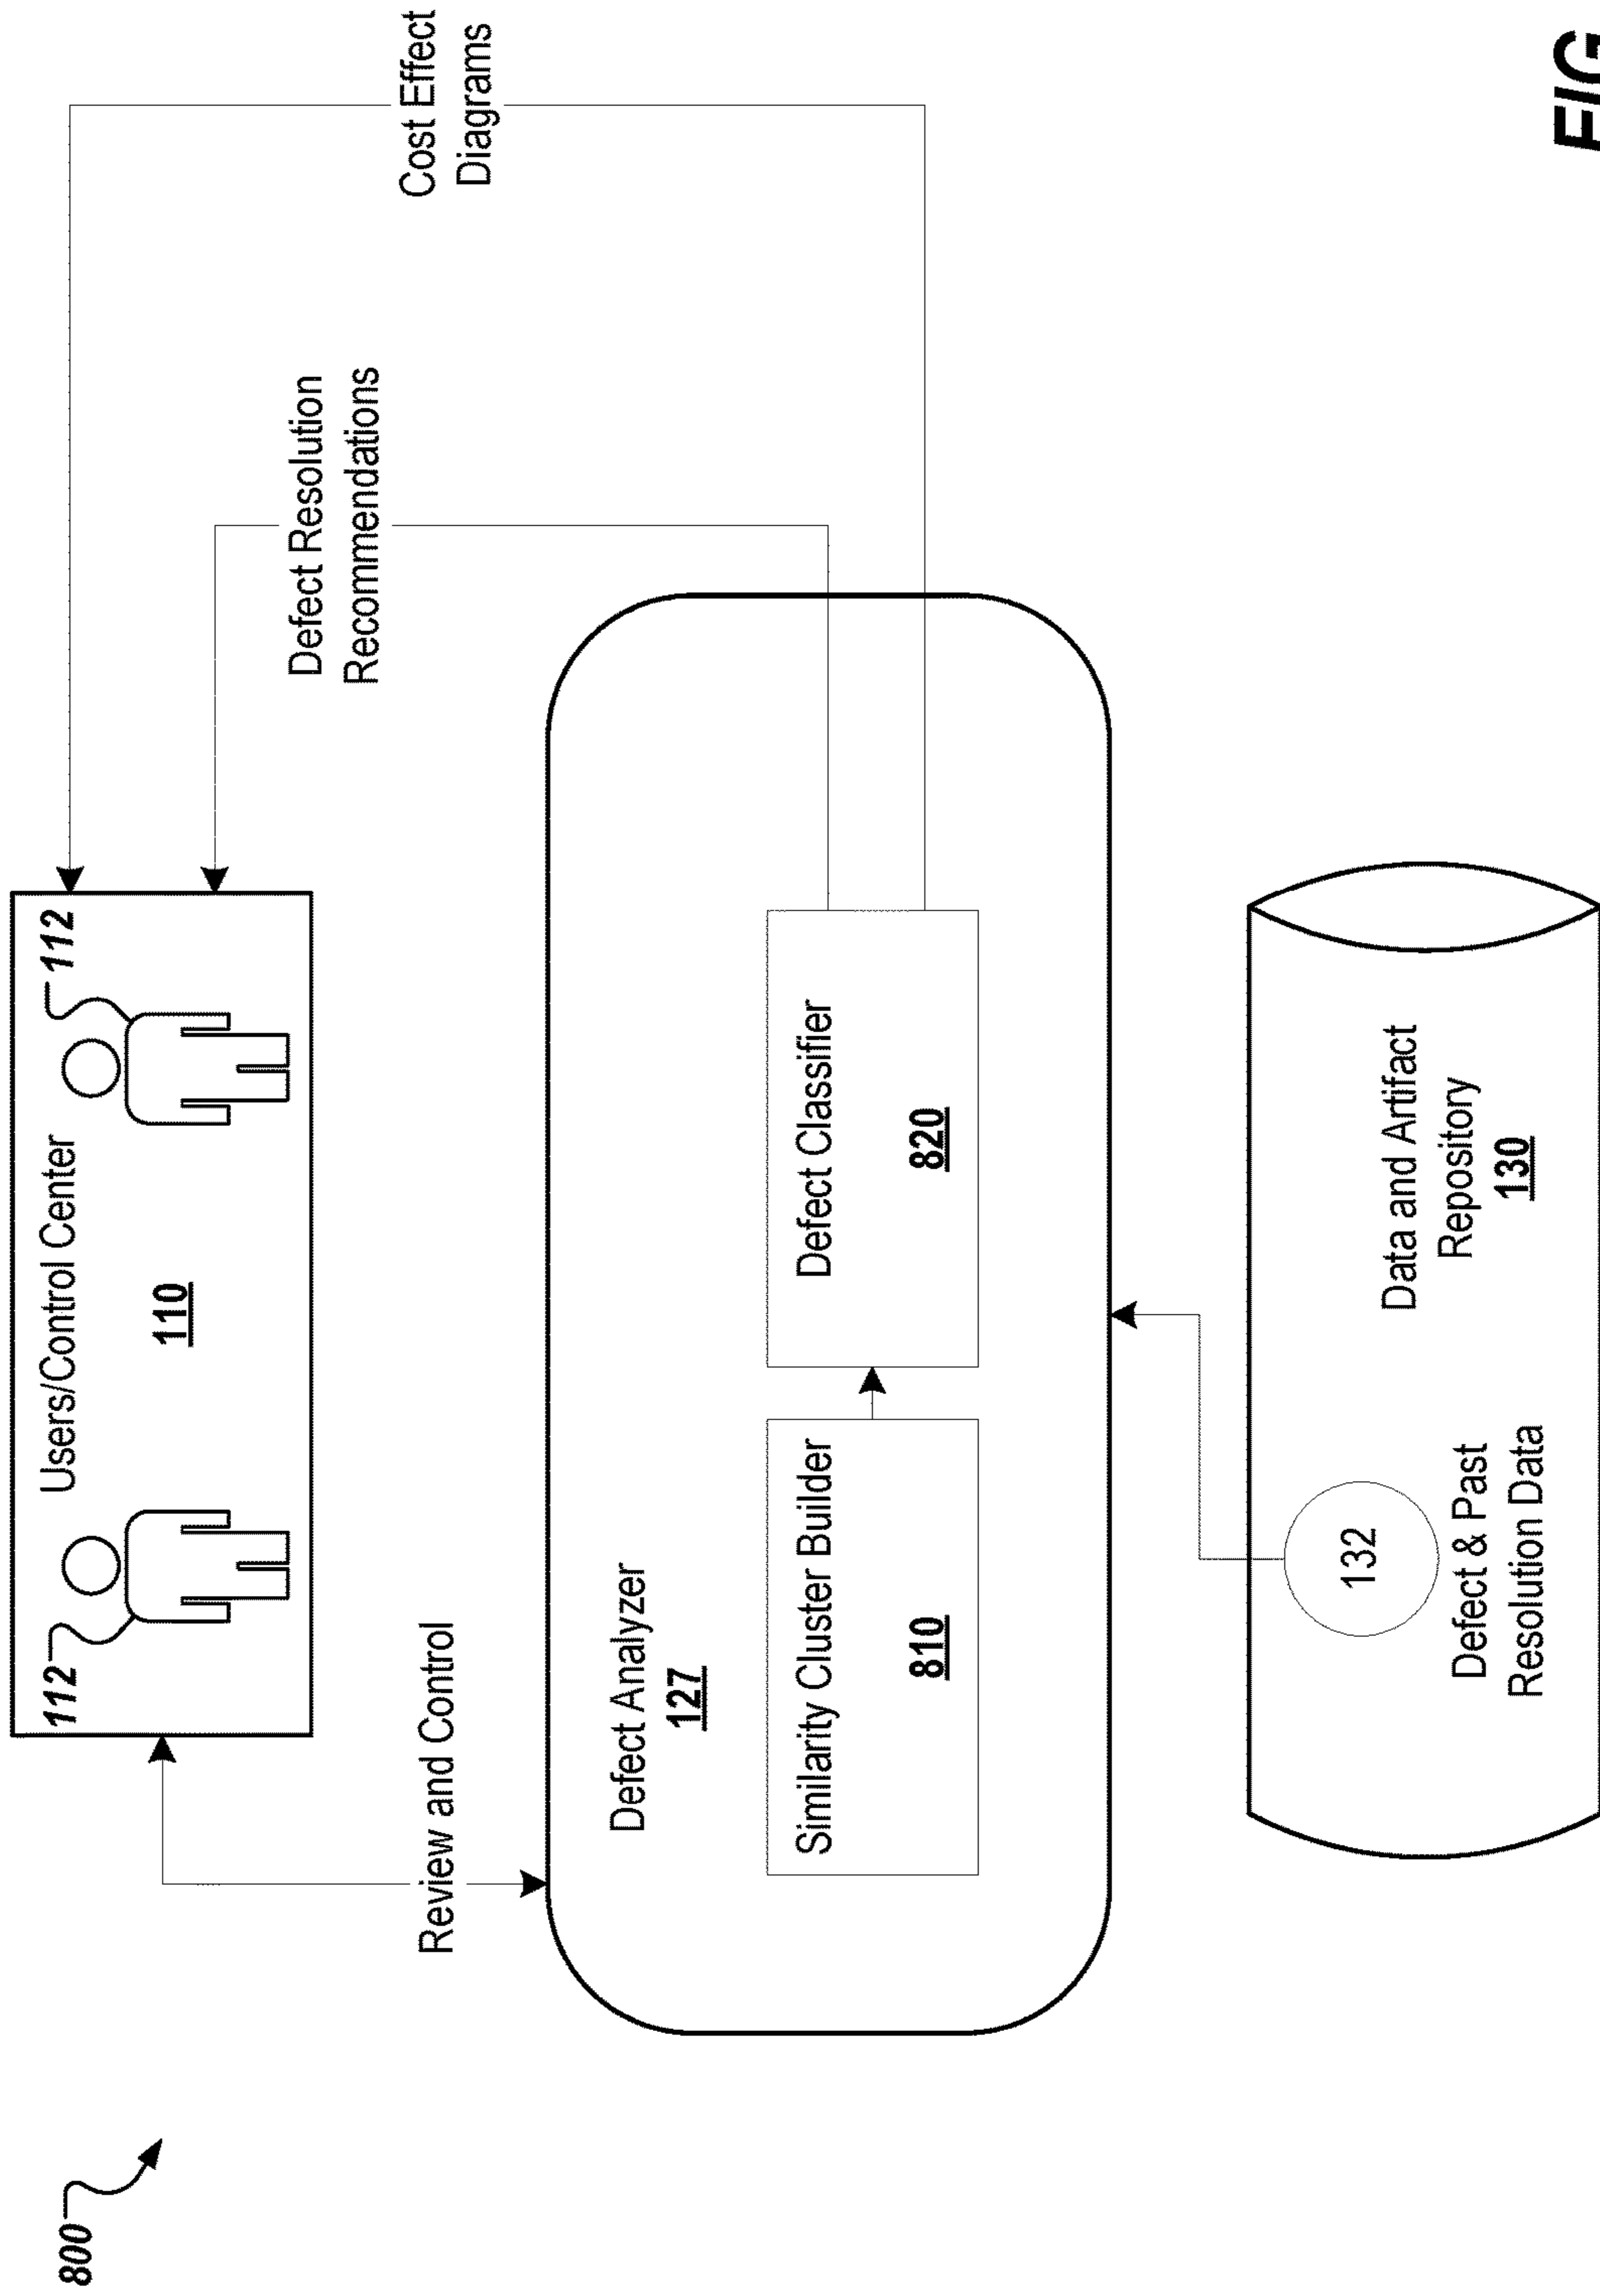 800
112
Users/Control Center
112
110
Review and Control
Defect Resolution
Recommendations
Cost Effect
Diagrams
Defect Analyzer
127
Similarity Cluster Builder
810
Defect Classifier
820
132
Defect & Past
Resolution Data
Data and Artifact
Repository
130
FIG